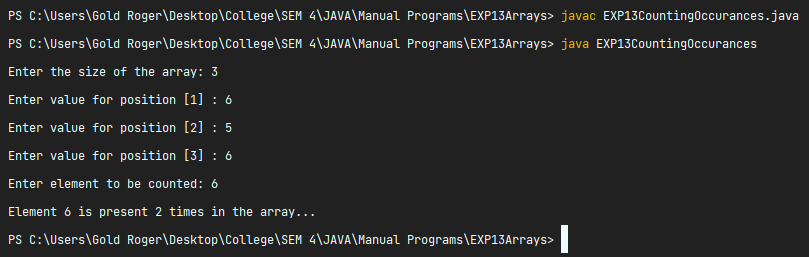 PS C:\Users\Gold Roger\Desktop\College\SEM 4\JAVA\Manual Programs\EXP13Arrays> javac EXP13CountingOccurances.java
PS C:\Users\Gold Roger\Desktop\College\SEM 4\JAVA\Manual Programs\EXP13Arrays> java EXP13CountingOccurances
Enter the size of the array: 3
Enter value for position [1] : 6
Enter value for position [2] : 5
Enter value for position [3] : 6
Enter element to be counted: 6
Element 6 is present 2 times in the array...
PS C:\Users\Gold Roger\Desktop\College\SEM 4\JAVA\Manual Programs\EXP13Arrays>